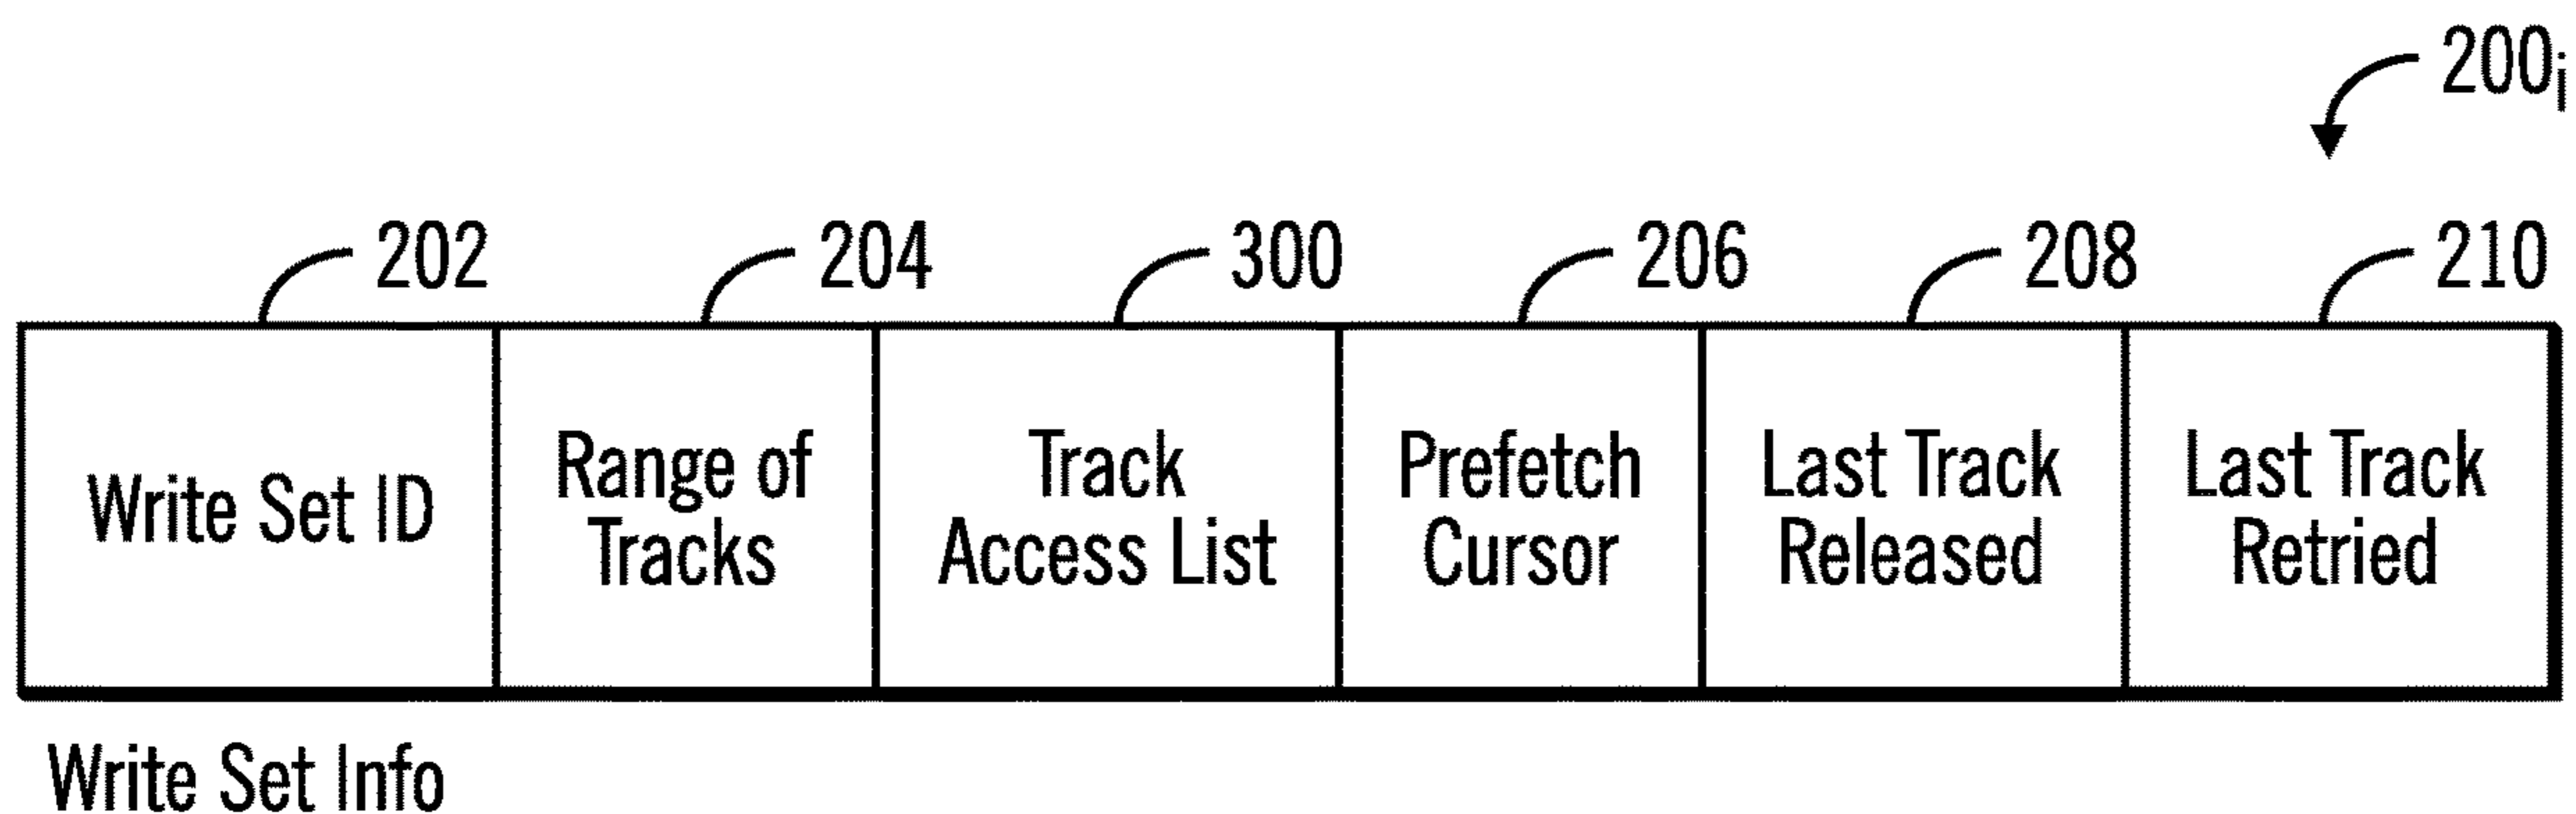 200i
202 204 300 206 208 210
Write Set ID
Range of
Tracks
Track
Access List
Prefetch
Cursor
Last Track
Released
Last Track
Retried
Write Set Info